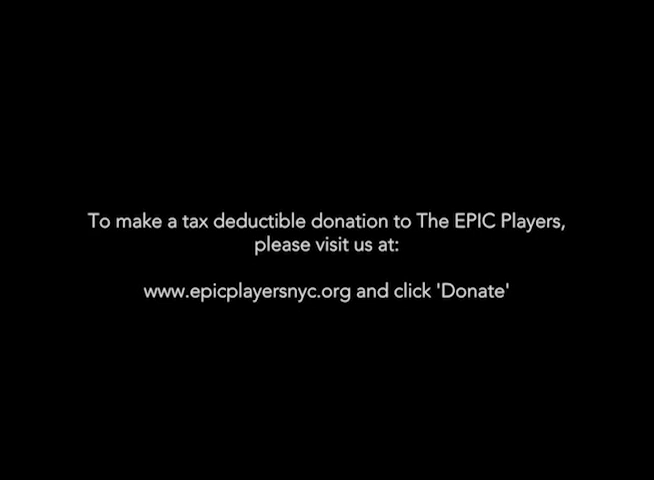 To make a tax deductible donation to The EPIC Players,
please visit us at:
www.epicplayersnyc.org and click 'Donate'